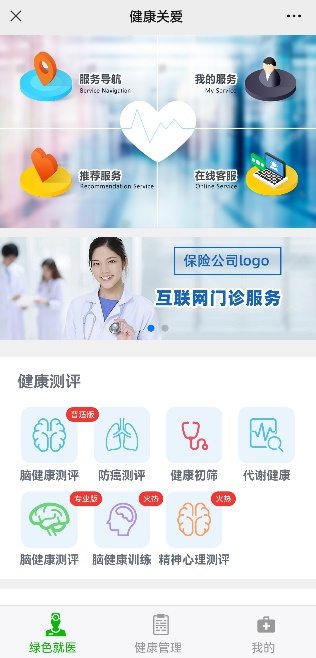 健康关爱
服务导航
Service Navigation
我的服务
My Service
推荐服务
Recommendation Service
在线客服
Online Service
保险公司logo
互联网门诊服务
健康测评
普适版
脑健康测评
防癌测评
健康初筛
代谢健康
专业版
火热
火热
脑健康测评
脑健康训练
精神心理测评
绿色就医
健康管理
我的